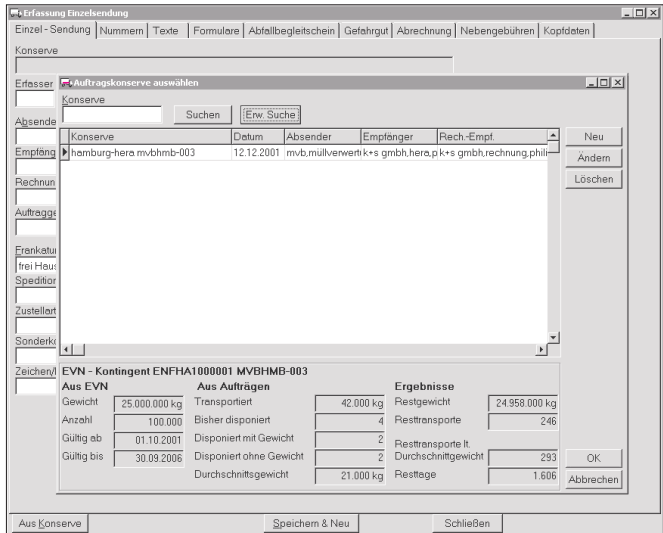 Erfassung Einzelsendung
Einzel-Sendung Nummern Texte Formulare Abfallbegleitschein Gefahrgut Abrechnung Nebengebühren Kopfdaten
Konserve
Erfasser
Absende
Empfäng
Rechnun
Auftragge
Frankatu
frei Haus
Spedition
Zustellart
Sonderko
Zeichen/
Auftragskonserve auswählen
Konserve
Suchen Erw. Suche
Konserve Datum Absender Empfänger Rech.-Empf.
hamburg-hera mvbhmb-003 12.12.2001 mvb,müllverwert k+s gmbh,hera,p k+s gmbh,rechnung,phili
Neu
Ändern
Löschen
EVN - Kontingent ENFHA1000001 MVBHMB-003
Aus EVN Aus Aufträgen Ergebnisse
Gewicht 25.000.000 kg Transportiert 42.000 kg Restgewicht 24.958.000 kg
Anzahl 100.000 Bisher disponiert 4 Resttransporte 246
Gültig ab 01.10.2001 Disponiert mit Gewicht 2 Resttransporte lt.
Gültig bis 30.09.2006 Disponiert ohne Gewicht 2 Durchschnittgewicht 293
Durchschnittsgewicht 21.000 kg Resttage 1.606
OK
Abbrechen
Aus Konserve Speichern & Neu Schließen